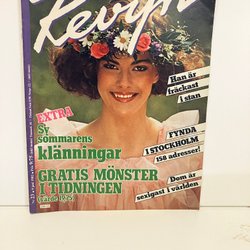 Han är
fräckast
i stan
EXTRA
Sy
sommarens
klänningar
GRATIS MÖNSTER
I TIDNINGEN
FYNDA
I STOCKHOLM
158 adresser!
Dom är
sexigast i världen